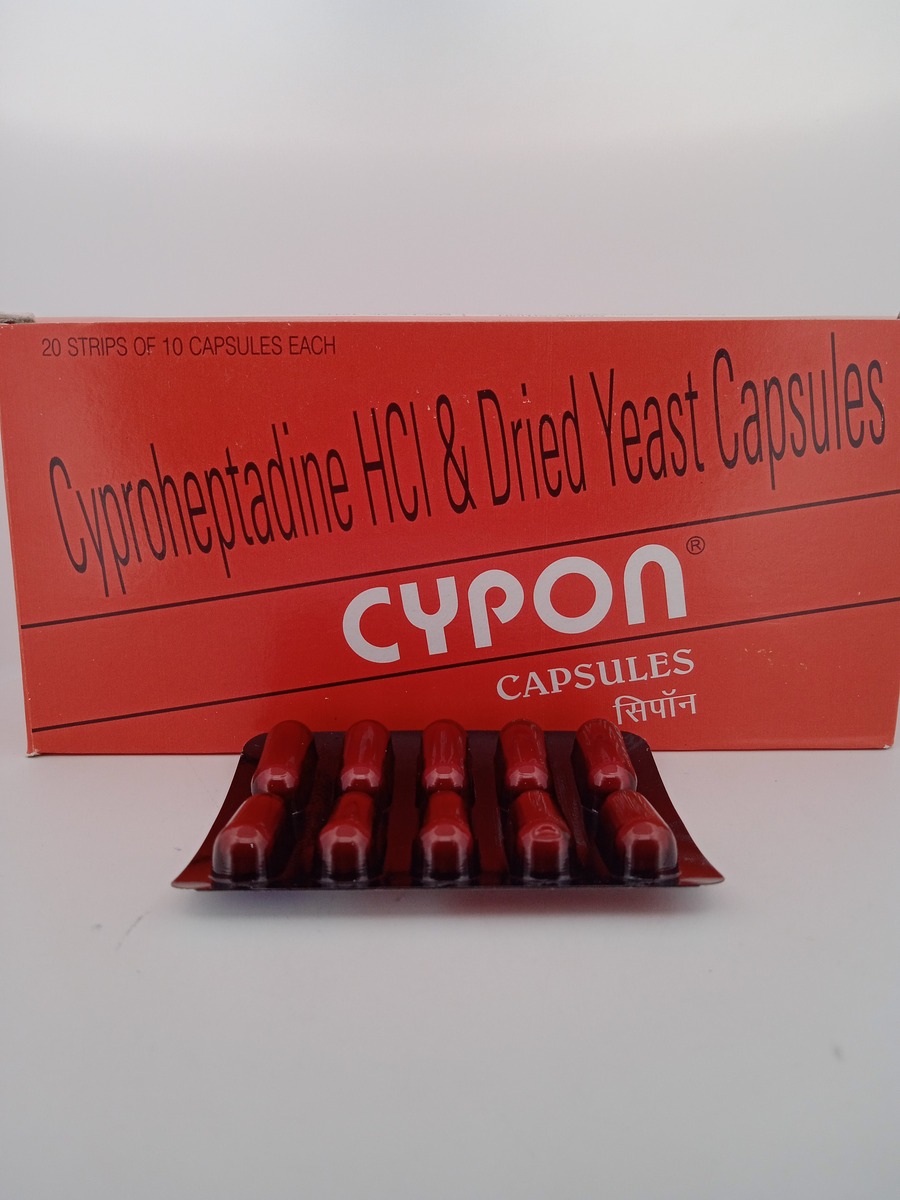 20 STRIPS OF 10 CAPSULES EACH
Cyproheptadine HCl & Dried Yeast Capsules
CYPON®
CAPSULES
सिपॉन